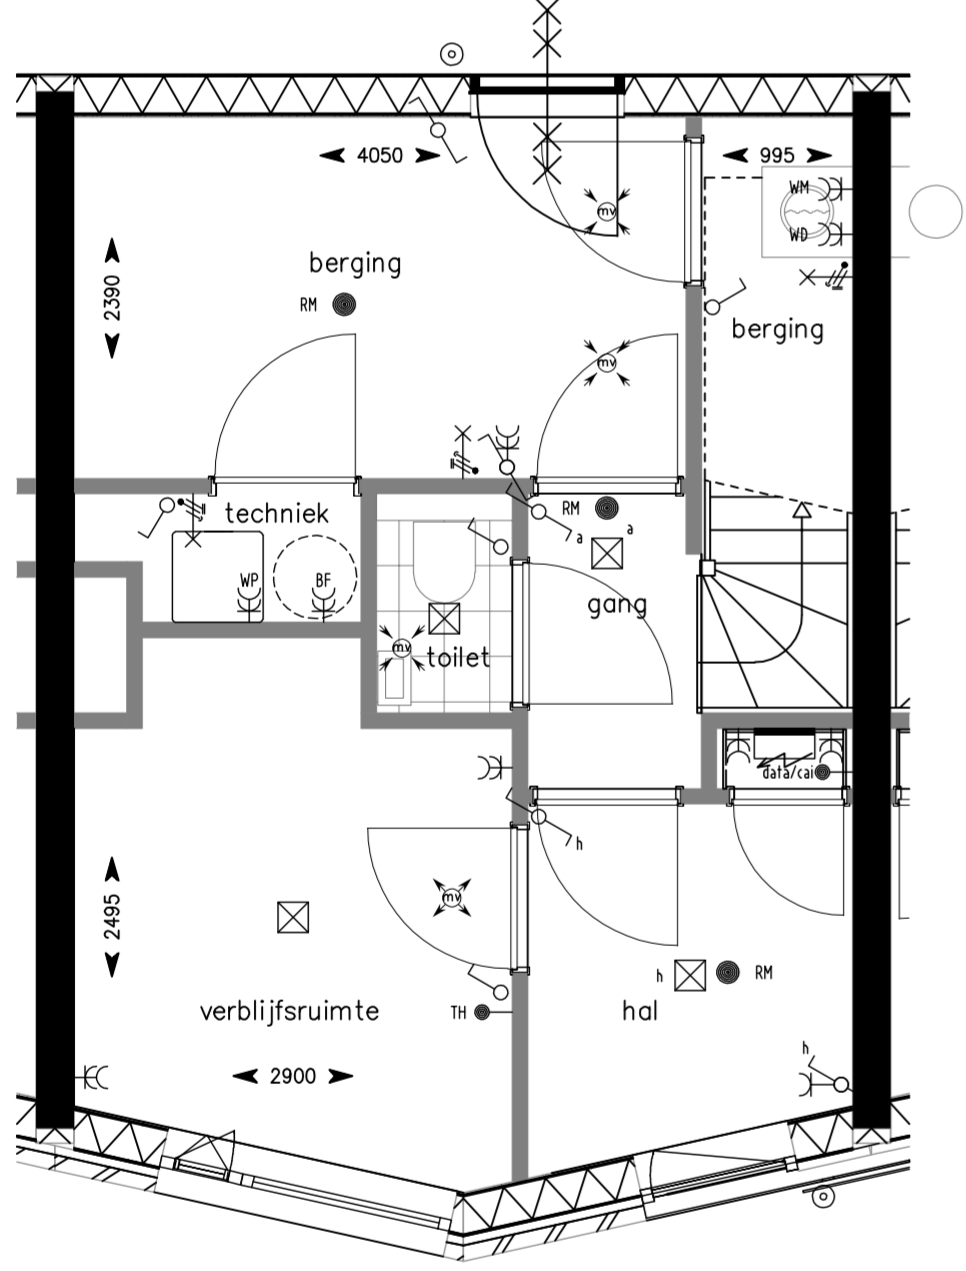 4050
995
WM
mv
WD
berging
2390
RM
berging
mv
techniek
RM
a
a
WP
BF
gang
mv
toilet
data/cai
h
mv
2495
h
RM
verblijfsruimte
TH
hal
h
2900